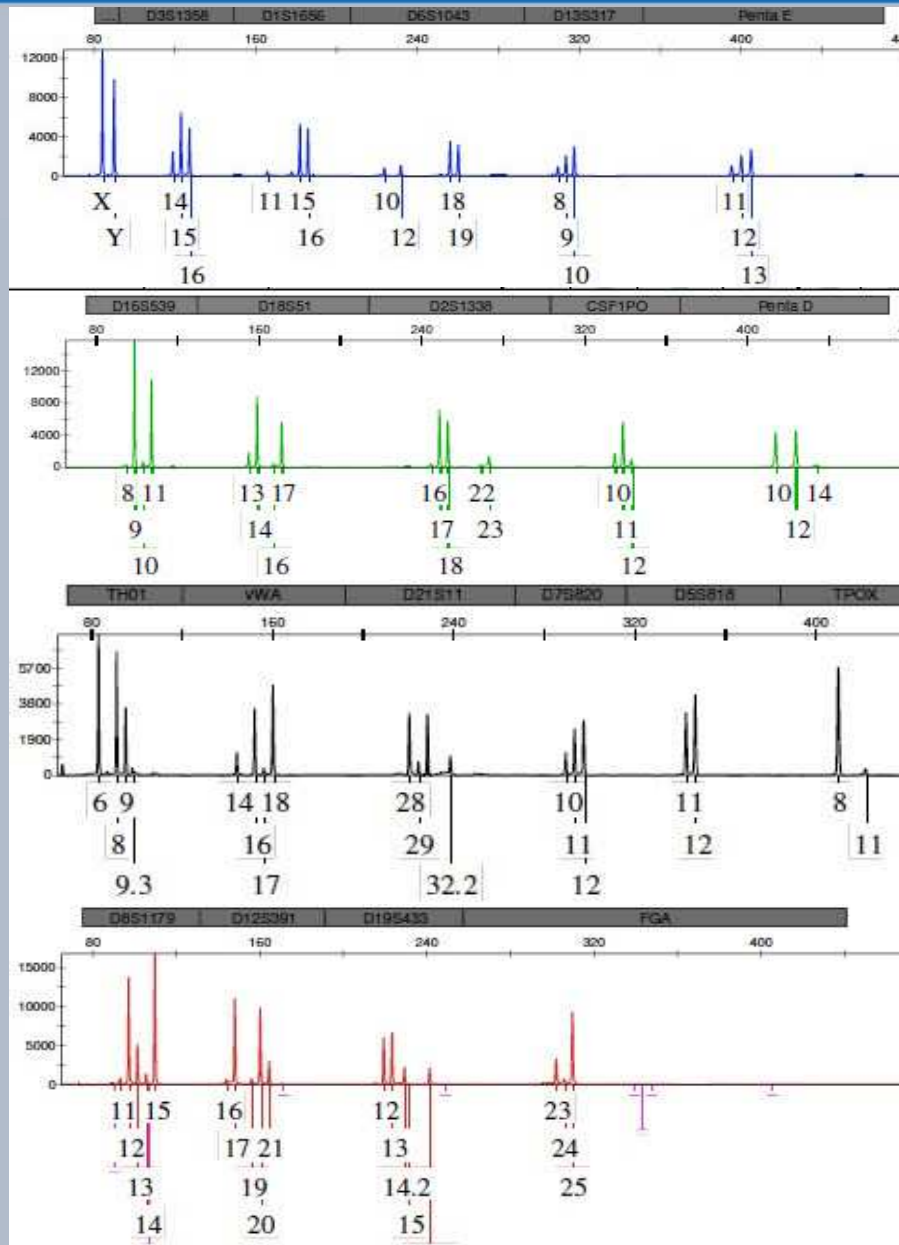 ... D3S1358 D1S1656 D6S1043 D13S317 Penta E
80 160 240 320 400
12000
8000
4000
0
X 14 11 15 10 18 8 11
Y 15 16 12 19 9 12
16 10 13
D16S539 D18S51 D2S1338 CSF1PO Penta D
80 160 240 320 400
12000
8000
4000
0
8 11 13 17 16 22 10 10 14
9 14 17 23 11 12
10 16 18 12
TH01 vWA D21S11 D7S820 D5S818 TPOX
80 160 240 320 400
5700
3800
1900
0
6 9 14 18 28 10 11 8
8 16 29 11 12 11
9.3 17 32.2 12
D8S1179 D12S391 D19S433 FGA
80 160 240 320 400
15000
10000
5000
0
11 15 16 12 23
12 17 21 13 24
13 19 14.2 25
14 20 15